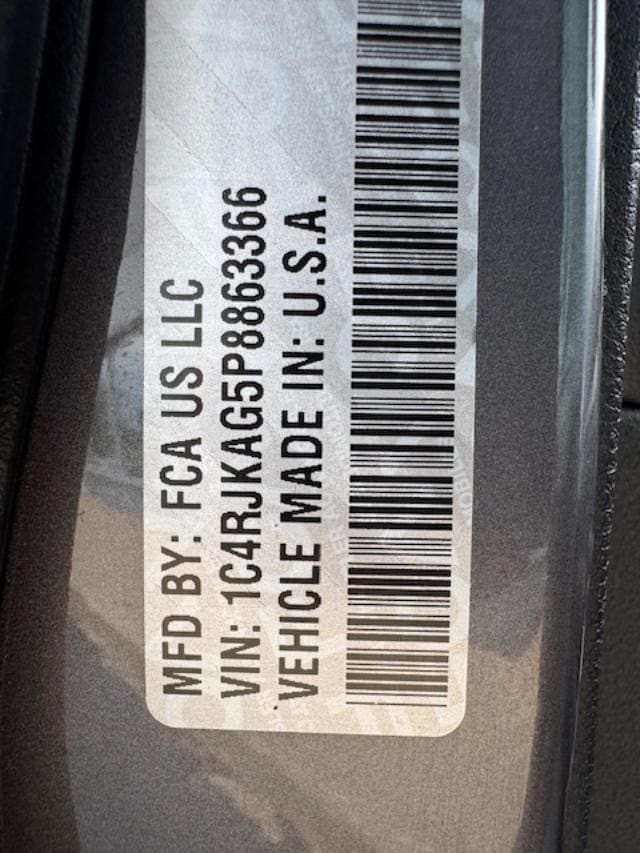 MFD BY: FCA US LLC
VIN: 1C4RJKAG5P8863366
VEHICLE MADE IN: U.S.A.